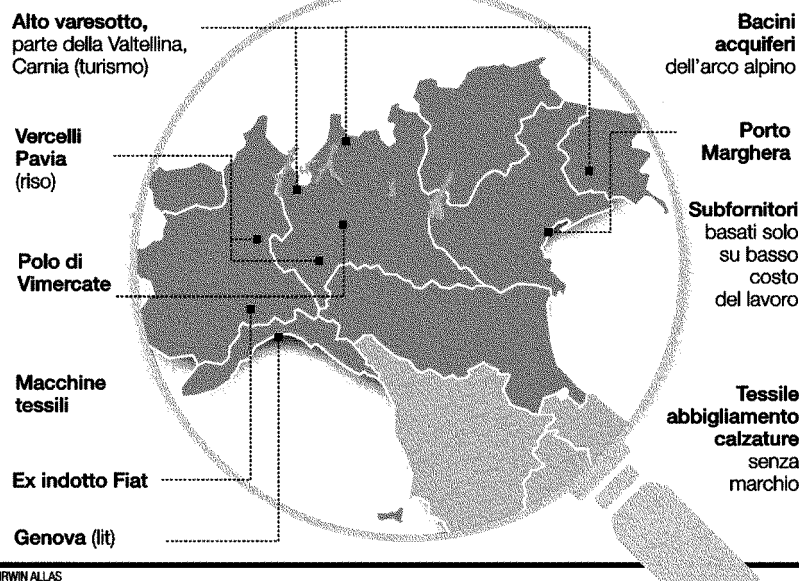 Alto varesotto,
parte della Valtellina,
Carnia (turismo)
Vercelli
Pavia
(riso)
Polo di
Vimercate
Macchine
tessili
Ex indotto Fiat
Genova (lit)
Bacini
acquiferi
dell'arco alpino
Porto
Marghera
Subfornitori
basati solo
su basso
costo
del lavoro
Tessile
abbigliamento
calzature
senza
marchio
IRWIN ALLAS